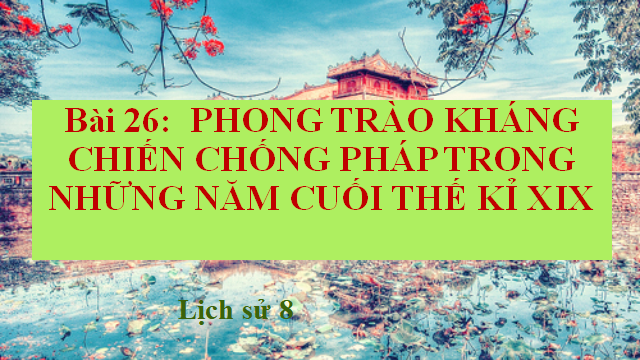 Bài 26: PHONG TRÀO KHÁNG
CHIẾN CHỐNG PHÁP TRONG
NHỮNG NĂM CUỐI THẾ KỈ XIX
Lịch sử 8